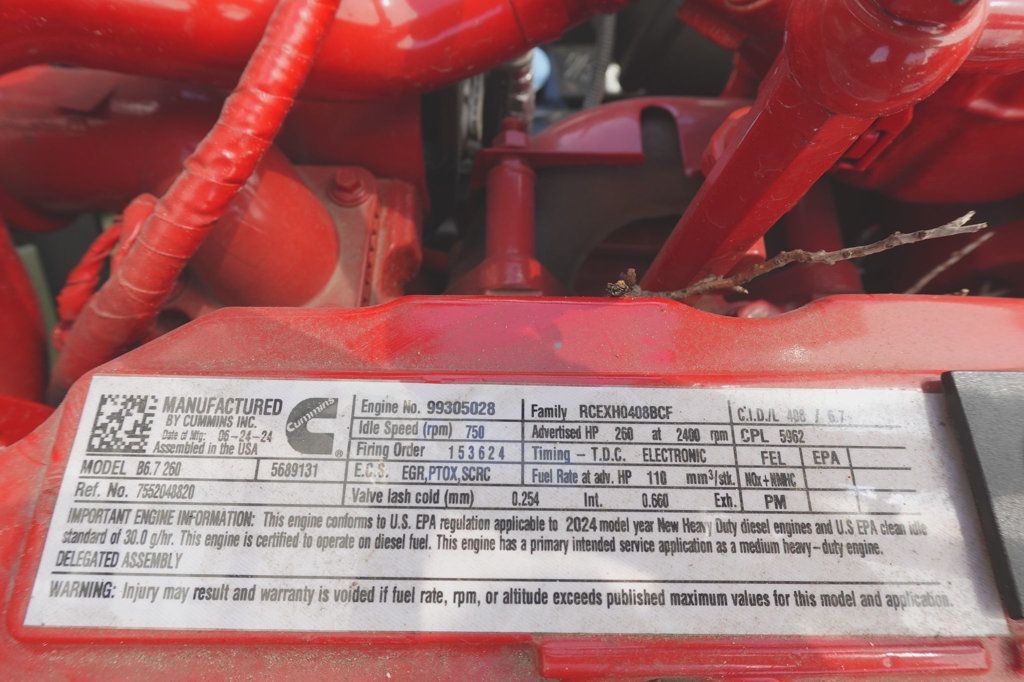 MANUFACTURED
BY CUMMINS INC.
Date of Mfg: 06-24-24
Assembled in the USA
Cummins
®
MODEL B6.7 260 5689131
Ref. No. 7552048820
Engine No. 99305028
Idle Speed (rpm) 750
Firing Order 153624
E.C.S. EGR,PTOX,SCRC
Valve lash cold (mm) 0.254 Int. 0.660 Exh.
Family RCEXH0408BCF
Advertised HP 260 at 2400 rpm
Timing - T.D.C. ELECTRONIC
Fuel Rate at adv. HP 110 mm³/stk.
C.I.D./L 408 / 6.7
CPL 5962
FEL EPA
NOx+NMHC
PM
IMPORTANT ENGINE INFORMATION: This engine conforms to U.S. EPA regulation applicable to 2024 model year New Heavy Duty diesel engines and U.S EPA clean idle
standard of 30.0 g/hr. This engine is certified to operate on diesel fuel. This engine has a primary intended service application as a medium heavy-duty engine.
DELEGATED ASSEMBLY
WARNING: Injury may result and warranty is voided if fuel rate, rpm, or altitude exceeds published maximum values for this model and application.